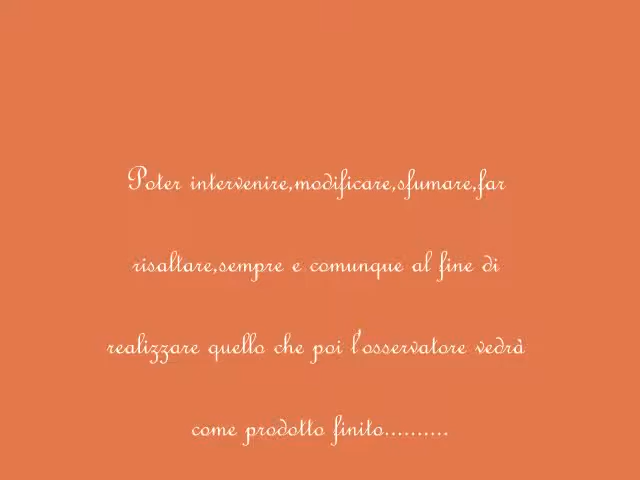 Poter intervenire,modificare,sfumare,far
risaltare,sempre e comunque al fine di
realizzare quello che poi l'osservatore vedrà
come prodotto finito..........